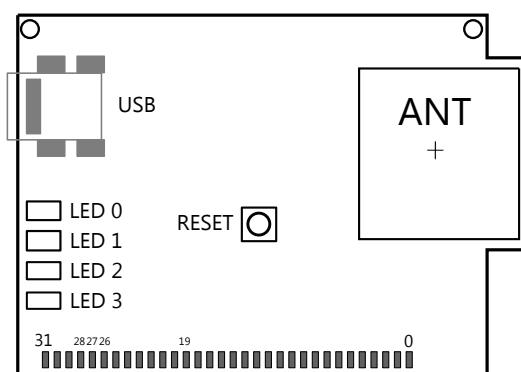 USB
ANT
LED 0
RESET
LED 1
LED 2
LED 3
31 28 27 26 19 0